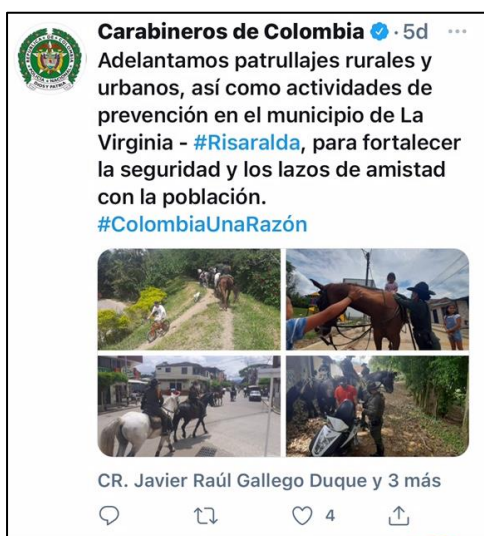 Carabineros de Colombia · 5d
Adelantamos patrullajes rurales y
urbanos, así como actividades de
prevención en el municipio de La
Virginia - #Risaralda, para fortalecer
la seguridad y los lazos de amistad
con la población.
#ColombiaUnaRazón
CR. Javier Raúl Gallego Duque y 3 más
4